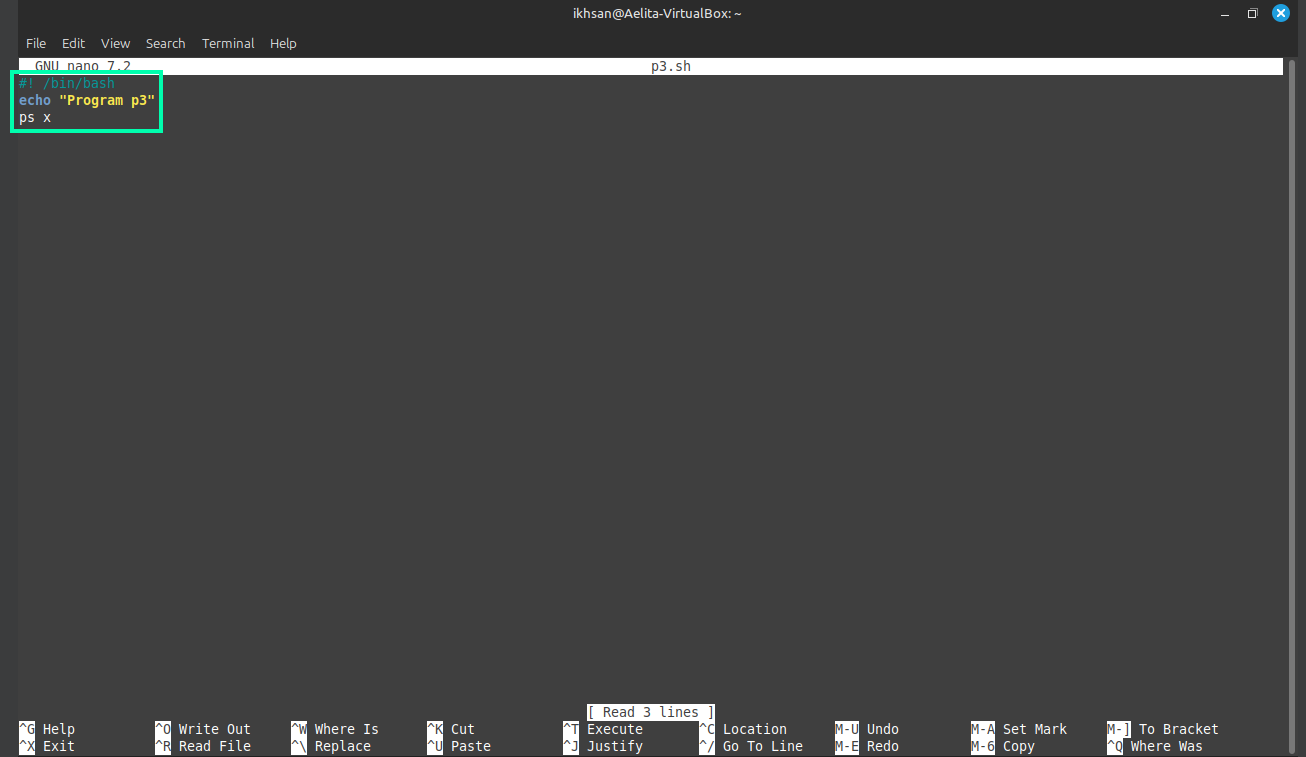 ikhsan@Aelita-VirtualBox: ~
File Edit View Search Terminal Help
GNU nano 7.2 p3.sh
#! /bin/bash
echo "Program p3"
ps x
[ Read 3 lines ]
^G Help ^O Write Out ^W Where Is ^K Cut ^T Execute ^C Location M-U Undo M-A Set Mark M-] To Bracket
^X Exit ^R Read File ^\ Replace ^U Paste ^J Justify ^/ Go To Line M-E Redo M-6 Copy ^Q Where Was